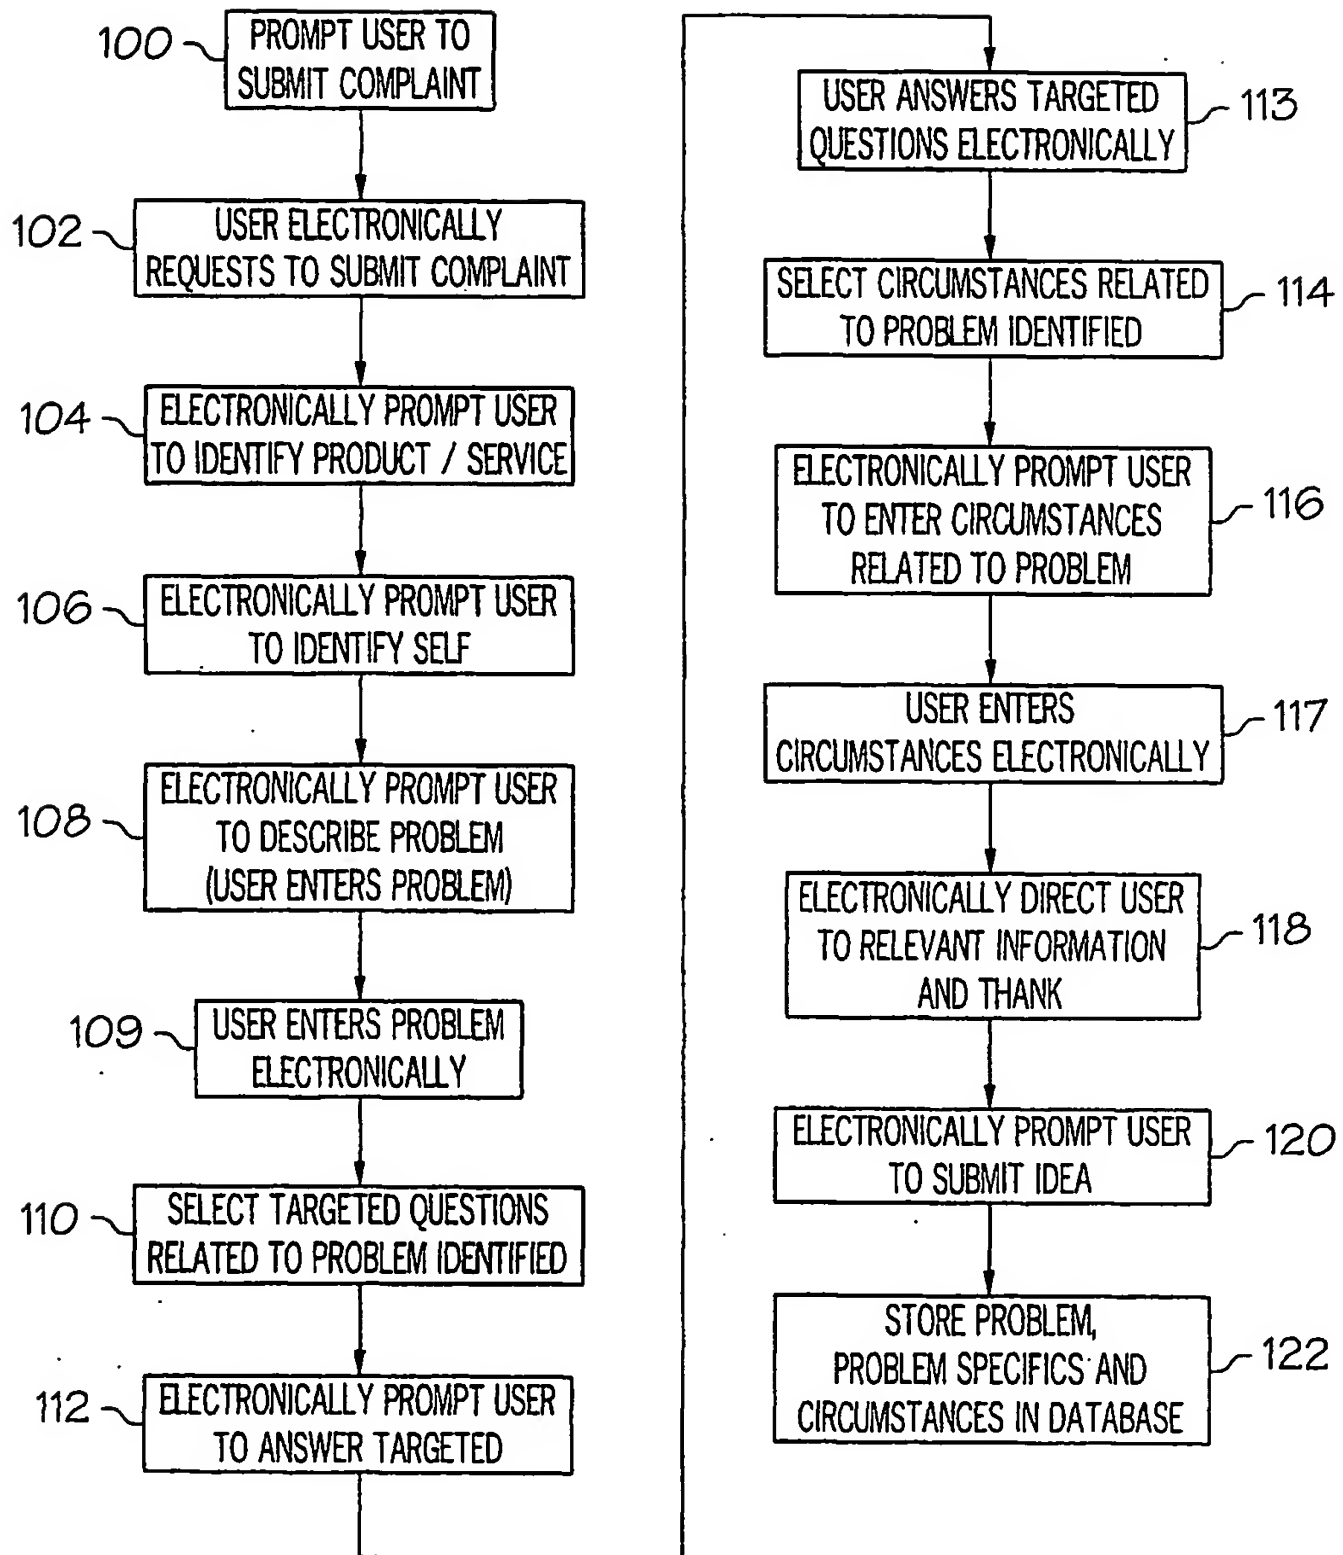 100
PROMPT USER TO
SUBMIT COMPLAINT
102
USER ELECTRONICALLY
REQUESTS TO SUBMIT COMPLAINT
104
ELECTRONICALLY PROMPT USER
TO IDENTIFY PRODUCT / SERVICE
106
ELECTRONICALLY PROMPT USER
TO IDENTIFY SELF
108
ELECTRONICALLY PROMPT USER
TO DESCRIBE PROBLEM
(USER ENTERS PROBLEM)
109
USER ENTERS PROBLEM
ELECTRONICALLY
110
SELECT TARGETED QUESTIONS
RELATED TO PROBLEM IDENTIFIED
112
ELECTRONICALLY PROMPT USER
TO ANSWER TARGETED
USER ANSWERS TARGETED
QUESTIONS ELECTRONICALLY
113
SELECT CIRCUMSTANCES RELATED
TO PROBLEM IDENTIFIED
114
ELECTRONICALLY PROMPT USER
TO ENTER CIRCUMSTANCES
RELATED TO PROBLEM
116
USER ENTERS
CIRCUMSTANCES ELECTRONICALLY
117
ELECTRONICALLY DIRECT USER
TO RELEVANT INFORMATION
AND THANK
118
ELECTRONICALLY PROMPT USER
TO SUBMIT IDEA
120
STORE PROBLEM,
PROBLEM SPECIFICS AND
CIRCUMSTANCES IN DATABASE
122